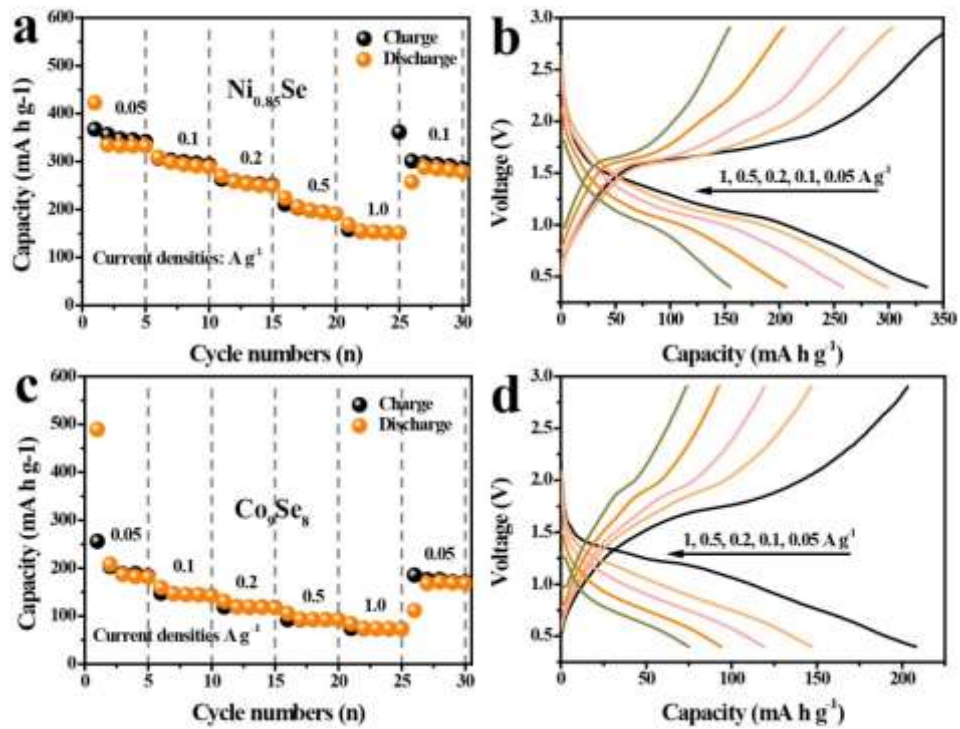 a
Capacity (mA h g-1)
600
500
400
300
200
100
0
Charge
Discharge
Ni0.85Se
0.05
0.1
0.2
0.5
1.0
0.1
Current densities: A g-1
0 5 10 15 20 25 30
Cycle numbers (n)
b
Voltage (V)
3.0
2.5
2.0
1.5
1.0
0.5
1, 0.5, 0.2, 0.1, 0.05 A g-1
0 50 100 150 200 250 300 350
Capacity (mA h g-1)
c
Capacity (mA h g-1)
600
500
400
300
200
100
0
Charge
Discharge
Co9Se8
0.05
0.1
0.2
0.5
1.0
0.05
Current densities A g-1
0 5 10 15 20 25 30
Cycle numbers (n)
d
Voltage (V)
3.0
2.5
2.0
1.5
1.0
0.5
1, 0.5, 0.2, 0.1, 0.05 A g-1
0 50 100 150 200
Capacity (mA h g-1)